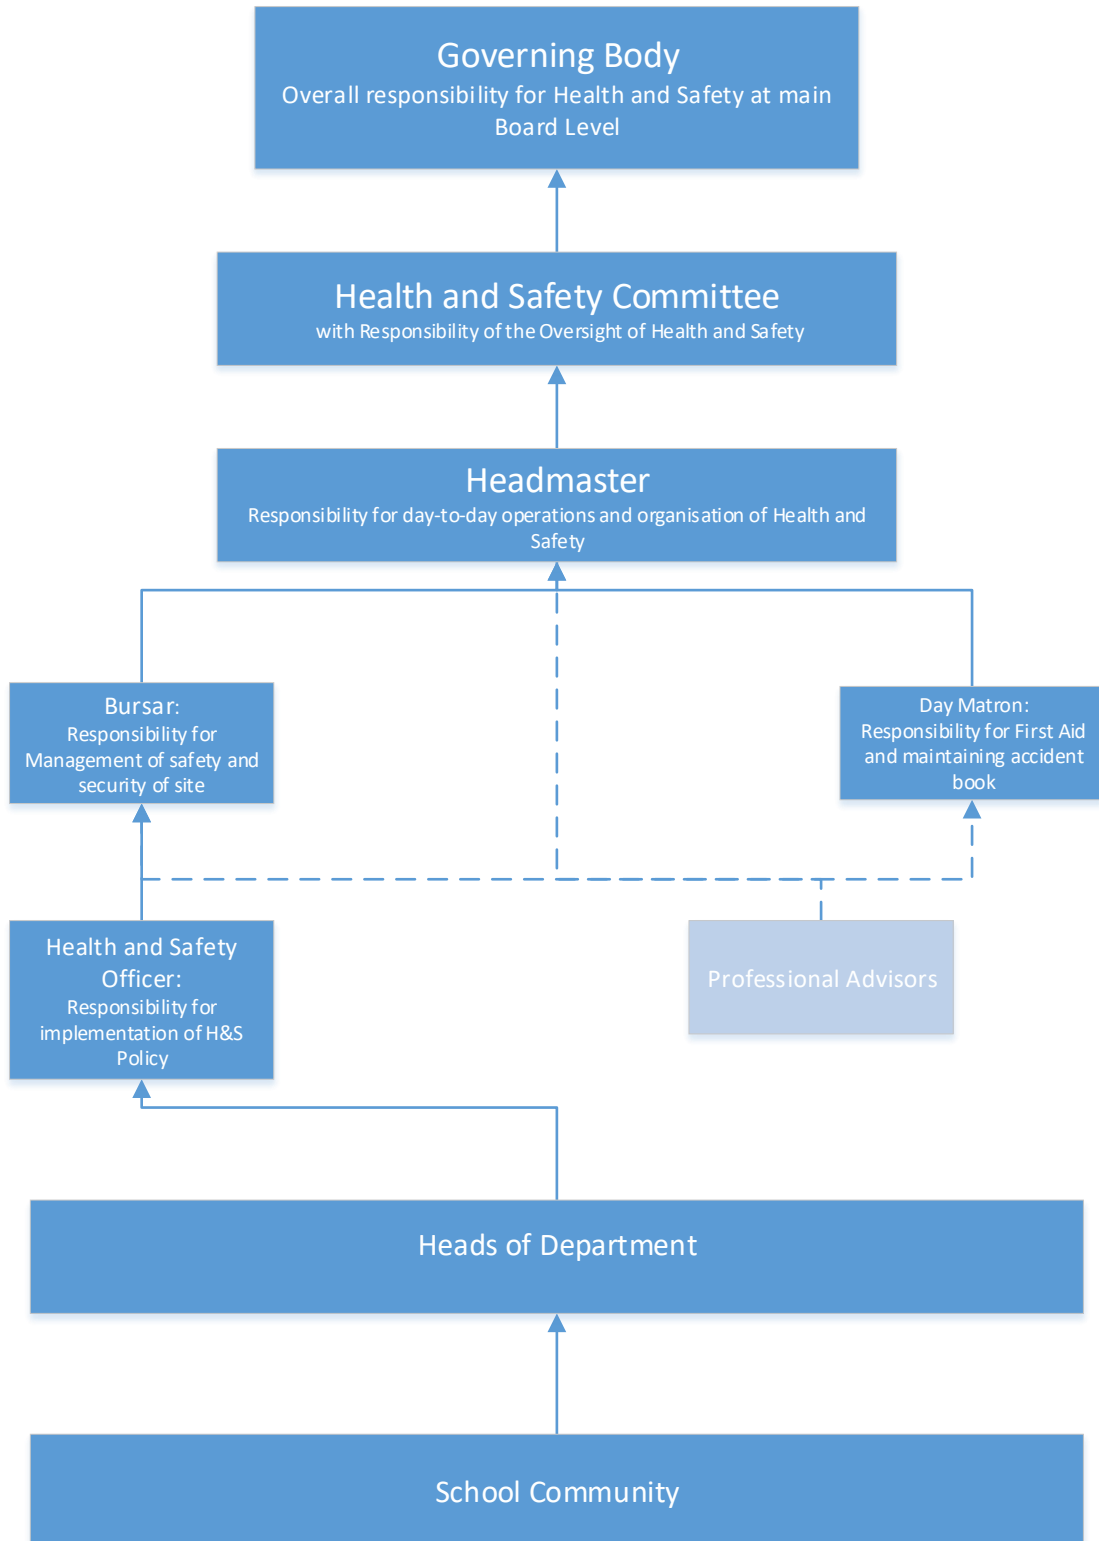 Governing Body
Overall responsibility for Health and Safety at main
Board Level
Health and Safety Committee
with Responsibility of the Oversight of Health and Safety
Headmaster
Responsibility for day-to-day operations and organisation of Health and
Safety
Bursar:
Responsibility for
Management of safety and
security of site
Day Matron:
Responsibility for First Aid
and maintaining accident
book
Health and Safety
Officer:
Responsibility for
implementation of H&S
Policy
Professional Advisors
Heads of Department
School Community